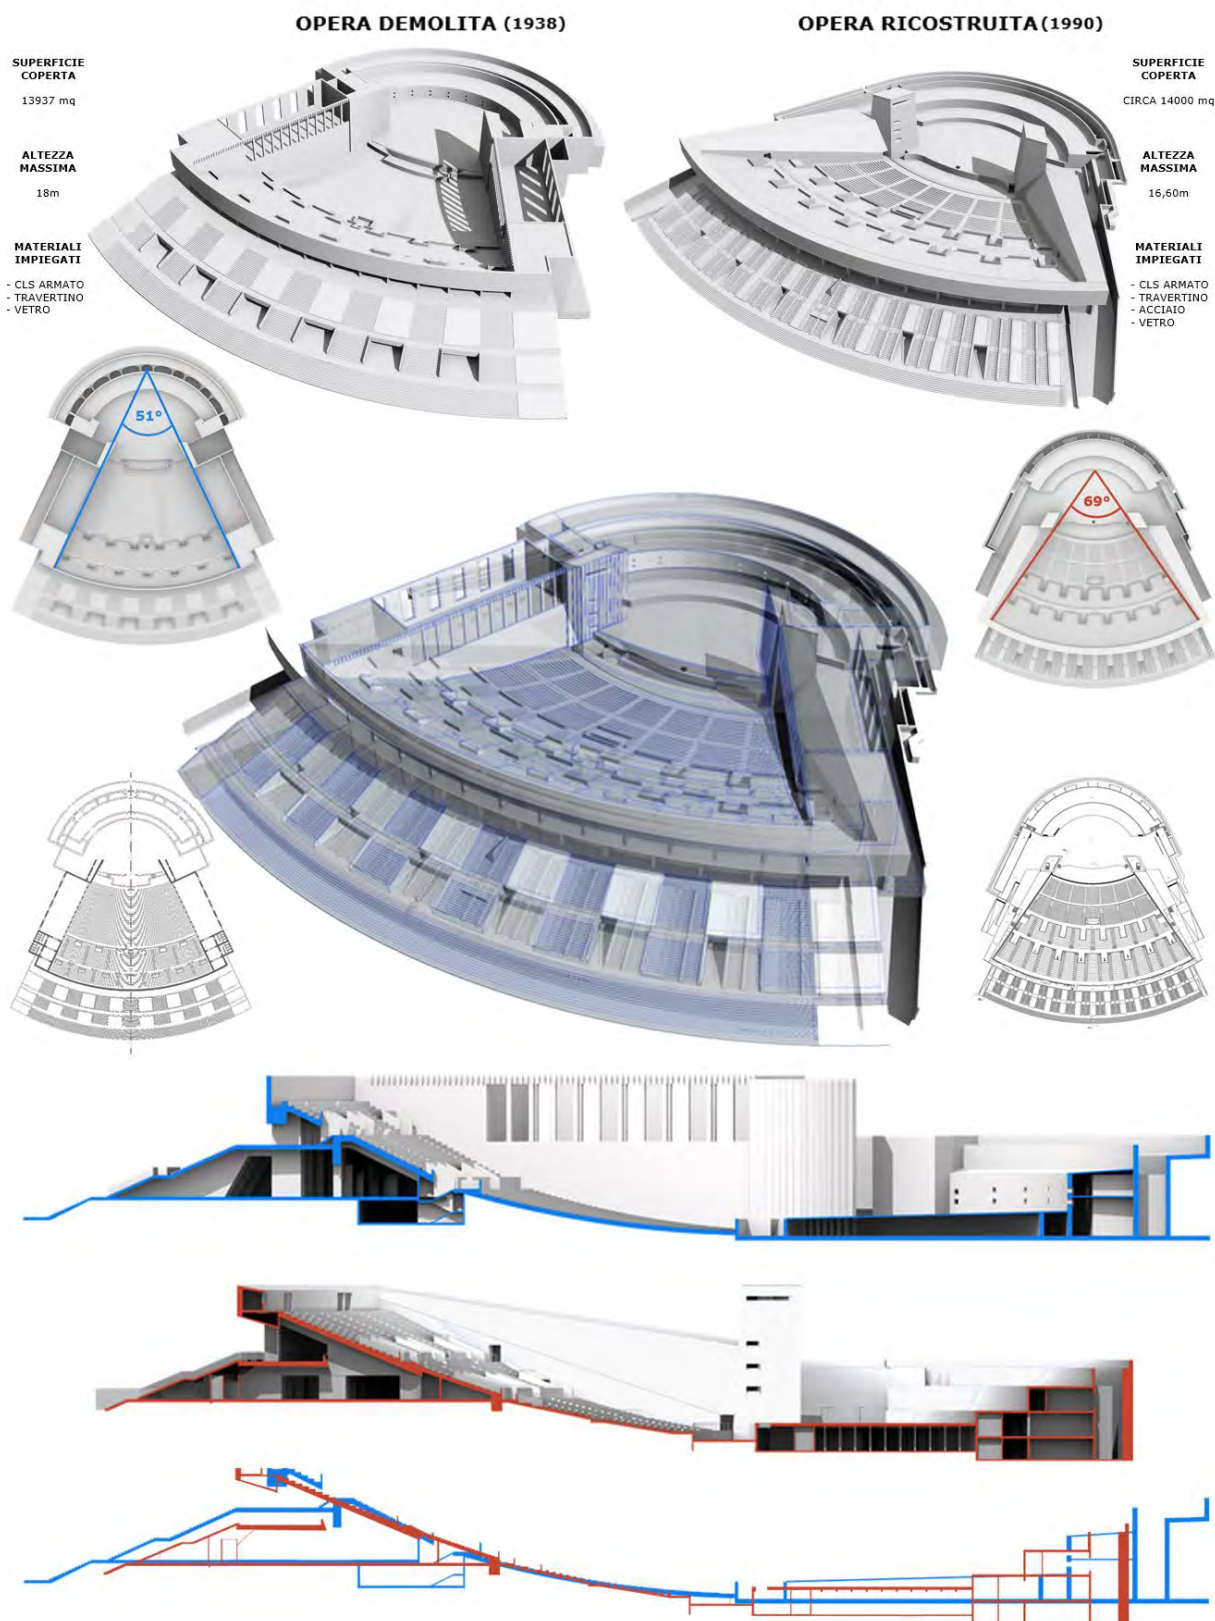 OPERA DEMOLITA (1938)
OPERA RICOSTRUITA (1990)
SUPERFICIE
COPERTA
13937 mq
ALTEZZA
MASSIMA
18m
MATERIALI
IMPIEGATI
- CLS ARMATO
- TRAVERTINO
- VETRO
SUPERFICIE
COPERTA
CIRCA 14000 mq
ALTEZZA
MASSIMA
16,60m
MATERIALI
IMPIEGATI
- CLS ARMATO
- TRAVERTINO
- ACCIAIO
- VETRO
51°
69°